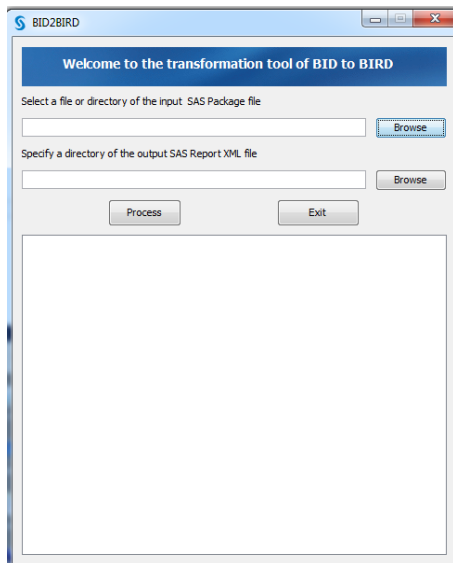 BID2BIRD
Welcome to the transformation tool of BID to BIRD
Select a file or directory of the input SAS Package file
Browse
Specify a directory of the output SAS Report XML file
Browse
Process Exit